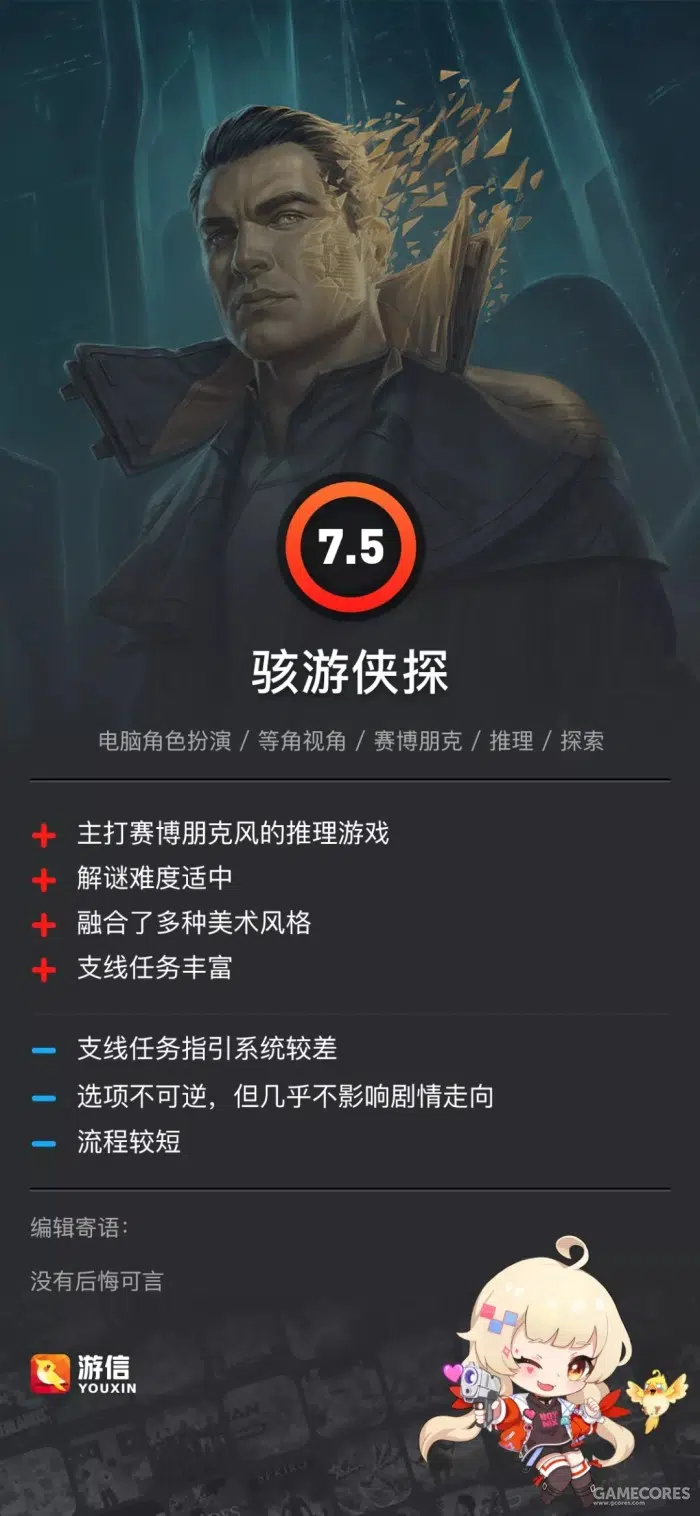 7.5
骇游侠探
电脑角色扮演 / 等角视角 / 赛博朋克 / 推理 / 探索
主打赛博朋克风的推理游戏
解谜难度适中
融合了多种美术风格
支线任务丰富
支线任务指引系统较差
选项不可逆，但几乎不影响剧情走向
流程较短
编辑寄语：
没有后悔可言
游信
YOUXIN
GAMECORES
www.gcores.com